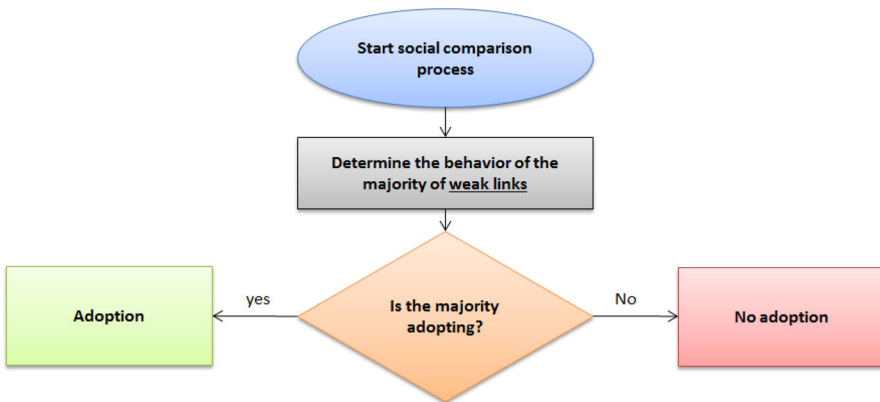 Start social comparison
process
Determine the behavior of the
majority of weak links
Is the majority
adopting?
yes
No
Adoption
No adoption